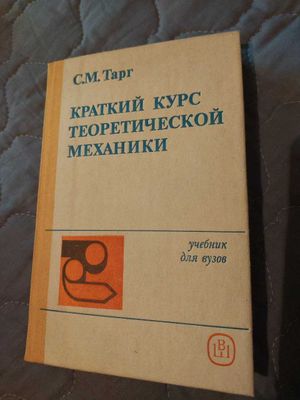 С.М.Тарг
КРАТКИЙ КУРС
ТЕОРЕТИЧЕСКОЙ
МЕХАНИКИ
учебник
для вузов